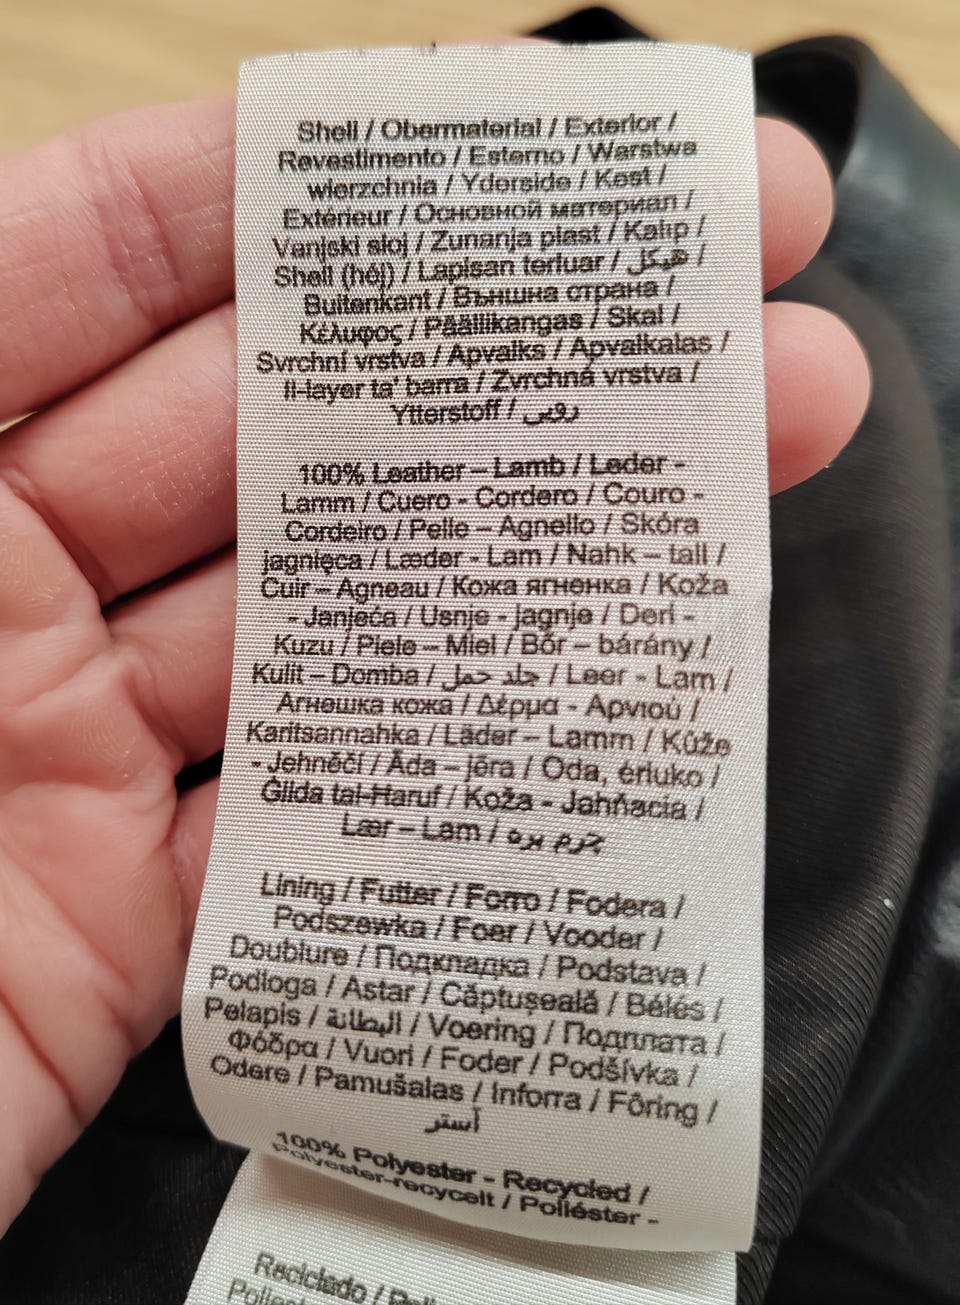 Shell / Obermaterial / Exterior /
Revestimento / Esterno / Warstwa
wierzchnia / Yderside / Kest /
Extérieur / Основной материал /
Vanjski sloj / Zunanja plast / Kalıp /
Shell (héj) / Lapisan terluar / هيكل /
Buitenkant / Външна страна /
Κέλυφος / Päällikangas / Skal /
Svrchní vrstva / Apvalks / Apvalkalas /
Il-layer ta' barra / Zvrchná vrstva /
Ytterstoff / رویی
100% Leather – Lamb / Leder -
Lamm / Cuero - Cordero / Couro -
Cordeiro / Pelle – Agnello / Skóra
jagnięca / Læder - Lam / Nahk – tall /
Cuir – Agneau / Кожа ягненка / Koža
- Janjeća / Usnje - jagnje / Deri -
Kuzu / Piele – Miel / Bőr – bárány /
Kulit – Domba / جلد حمل / Leer - Lam /
Агнешка кожа / Δέρμα - Αρνιού /
Karitsannahka / Läder – Lamm / Kůže
- Jehněčí / Āda – jēra / Oda, ėriuko /
Ġilda tal-Ħaruf / Koža - Jahňacia /
Lær – Lam / چرم بره
Lining / Futter / Forro / Fodera /
Podszewka / Foer / Vooder /
Doublure / Подкладка / Podstava /
Podloga / Astar / Căptușeală / Bélés /
Pelapis / البطانة / Voering / Подплата /
Φόδρα / Vuori / Foder / Podšívka /
Odere / Pamušalas / Inforra / Fôring /
آستر
100% Polyester - Recycled /
Polyester-recycelt / Poliéster -
Reciclado /